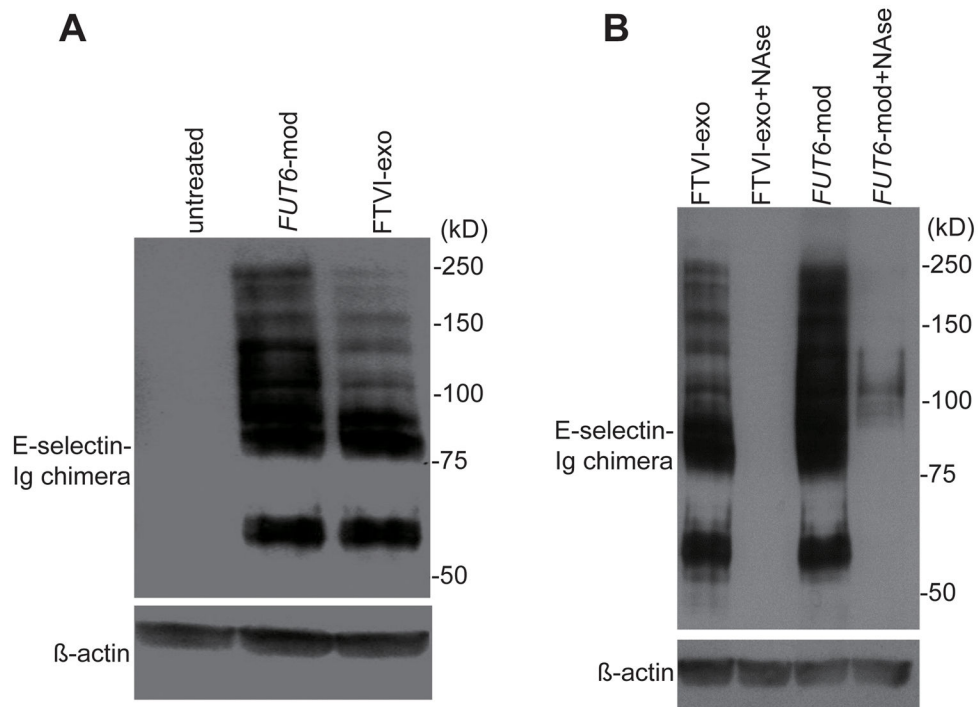 A
untreated
FUT6-mod
FTVI-exo
(kD)
-250
-150
-100
E-selectin-
Ig chimera
-75
-50
ß-actin
B
FTVI-exo
FTVI-exo+NAse
FUT6-mod
FUT6-mod+NAse
(kD)
-250
-150
-100
E-selectin-
Ig chimera
-75
-50
ß-actin